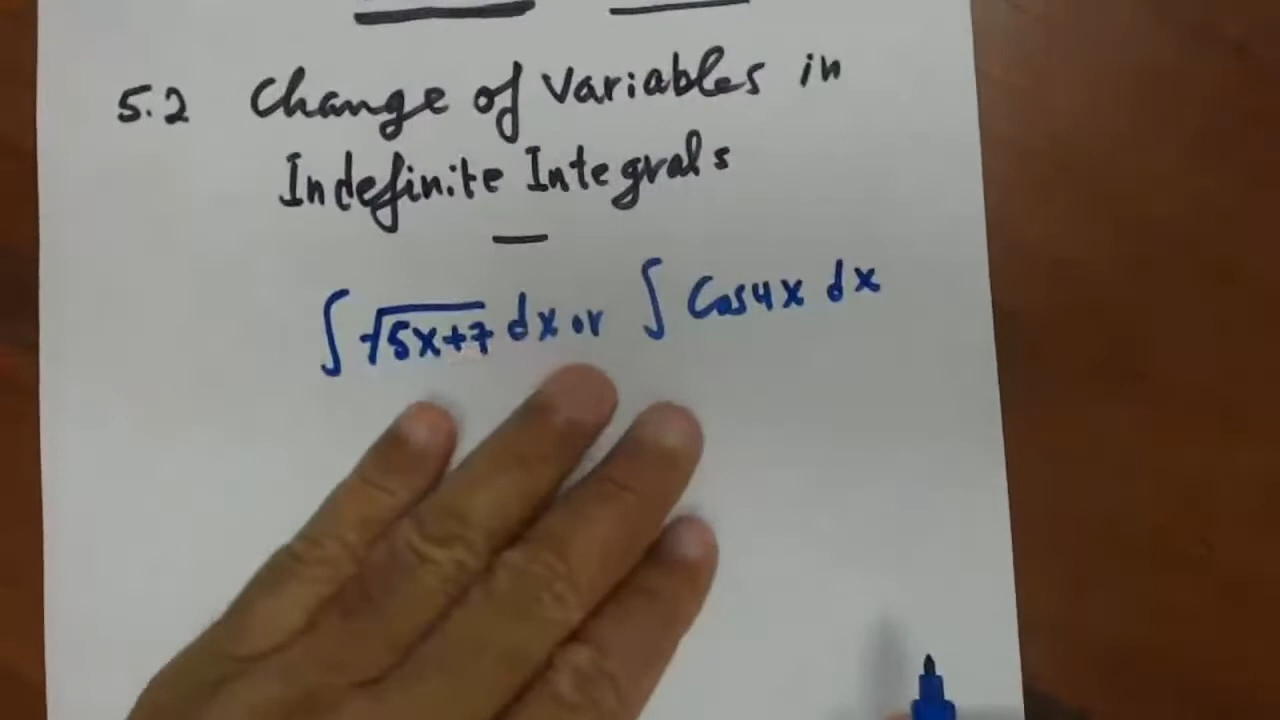 5.2 Change of Variables in
Indefinite Integrals
∫ √5x+7 dx or ∫ Cos4x dx